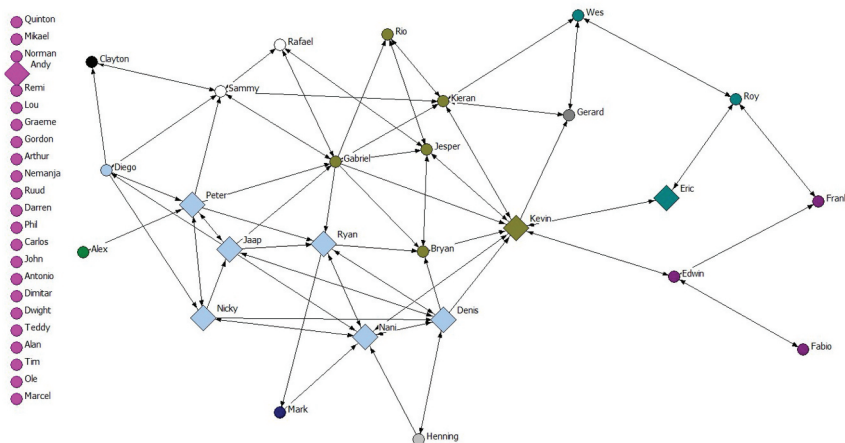 Quinton
Mikael
Norman
Andy
Remi
Lou
Graeme
Gordon
Arthur
Nemanja
Ruud
Darren
Phil
Carlos
John
Antonio
Dimitar
Dwight
Teddy
Alan
Tim
Ole
Marcel
Clayton
Rafael
Rio
Wes
Sammy
Kieran
Roy
Gerard
Jesper
Gabriel
Diego
Peter
Eric
Frank
Kevin
Ryan
Jaap
Alex
Bryan
Edwin
Nicky
Denis
Nani
Fabio
Mark
Henning